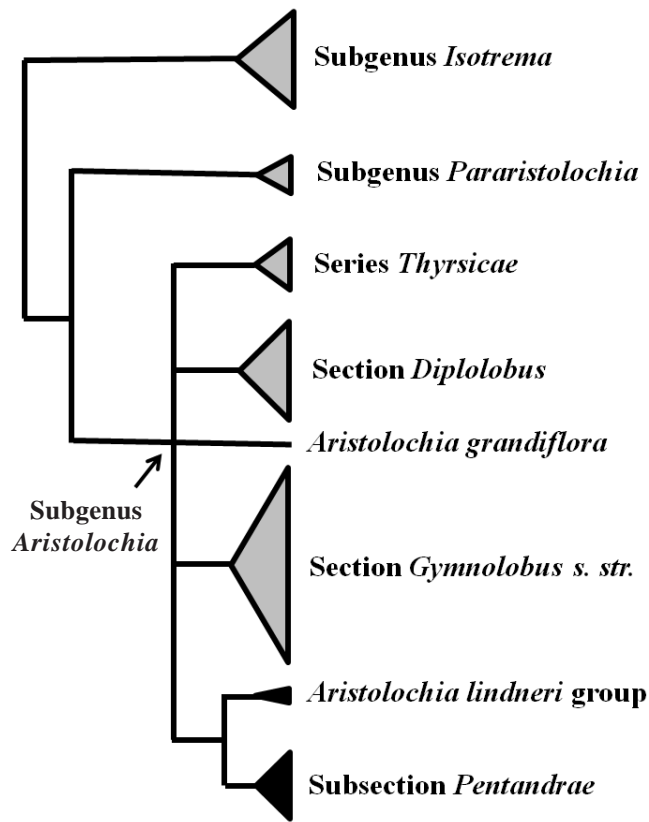 Subgenus Isotrema
Subgenus Pararistolochia
Series Thyrsicae
Section Diplolobus
Aristolochia grandiflora
Subgenus
Aristolochia
Section Gymnolobus s. str.
Aristolochia lindneri group
Subsection Pentandrae